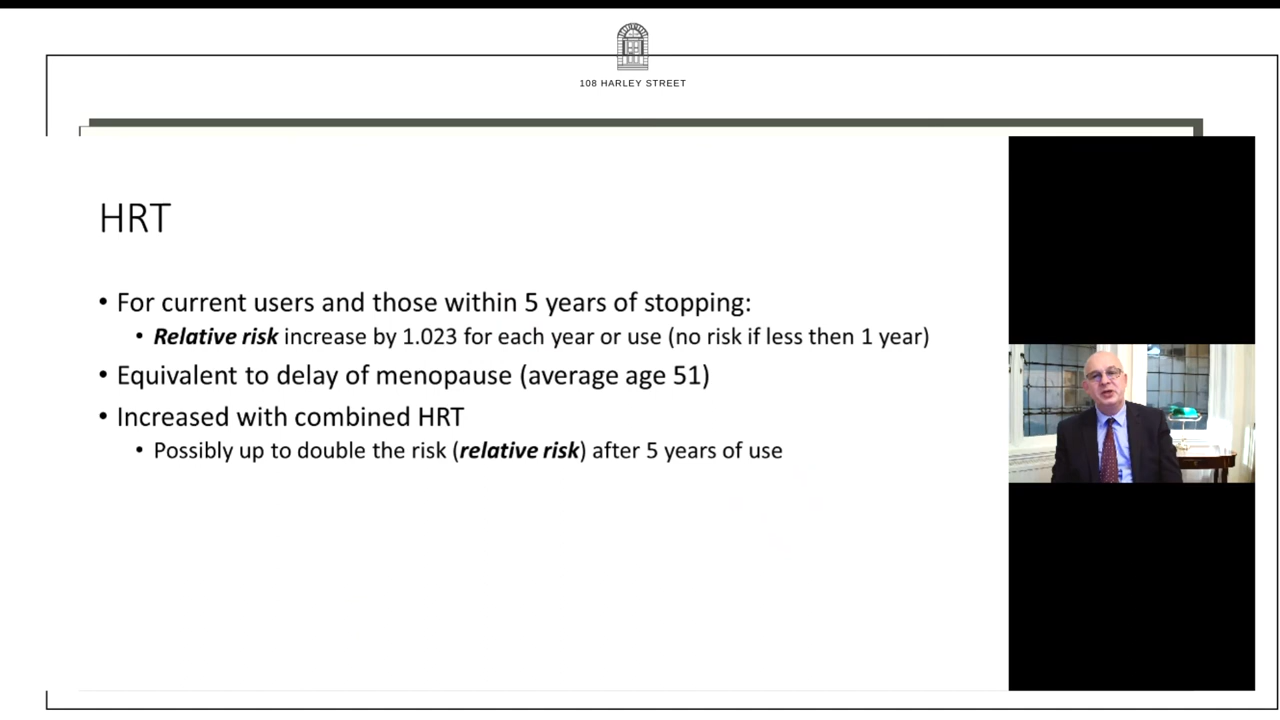 108 HARLEY STREET
HRT
• For current users and those within 5 years of stopping:
• Relative risk increase by 1.023 for each year or use (no risk if less then 1 year)
• Equivalent to delay of menopause (average age 51)
• Increased with combined HRT
• Possibly up to double the risk (relative risk) after 5 years of use